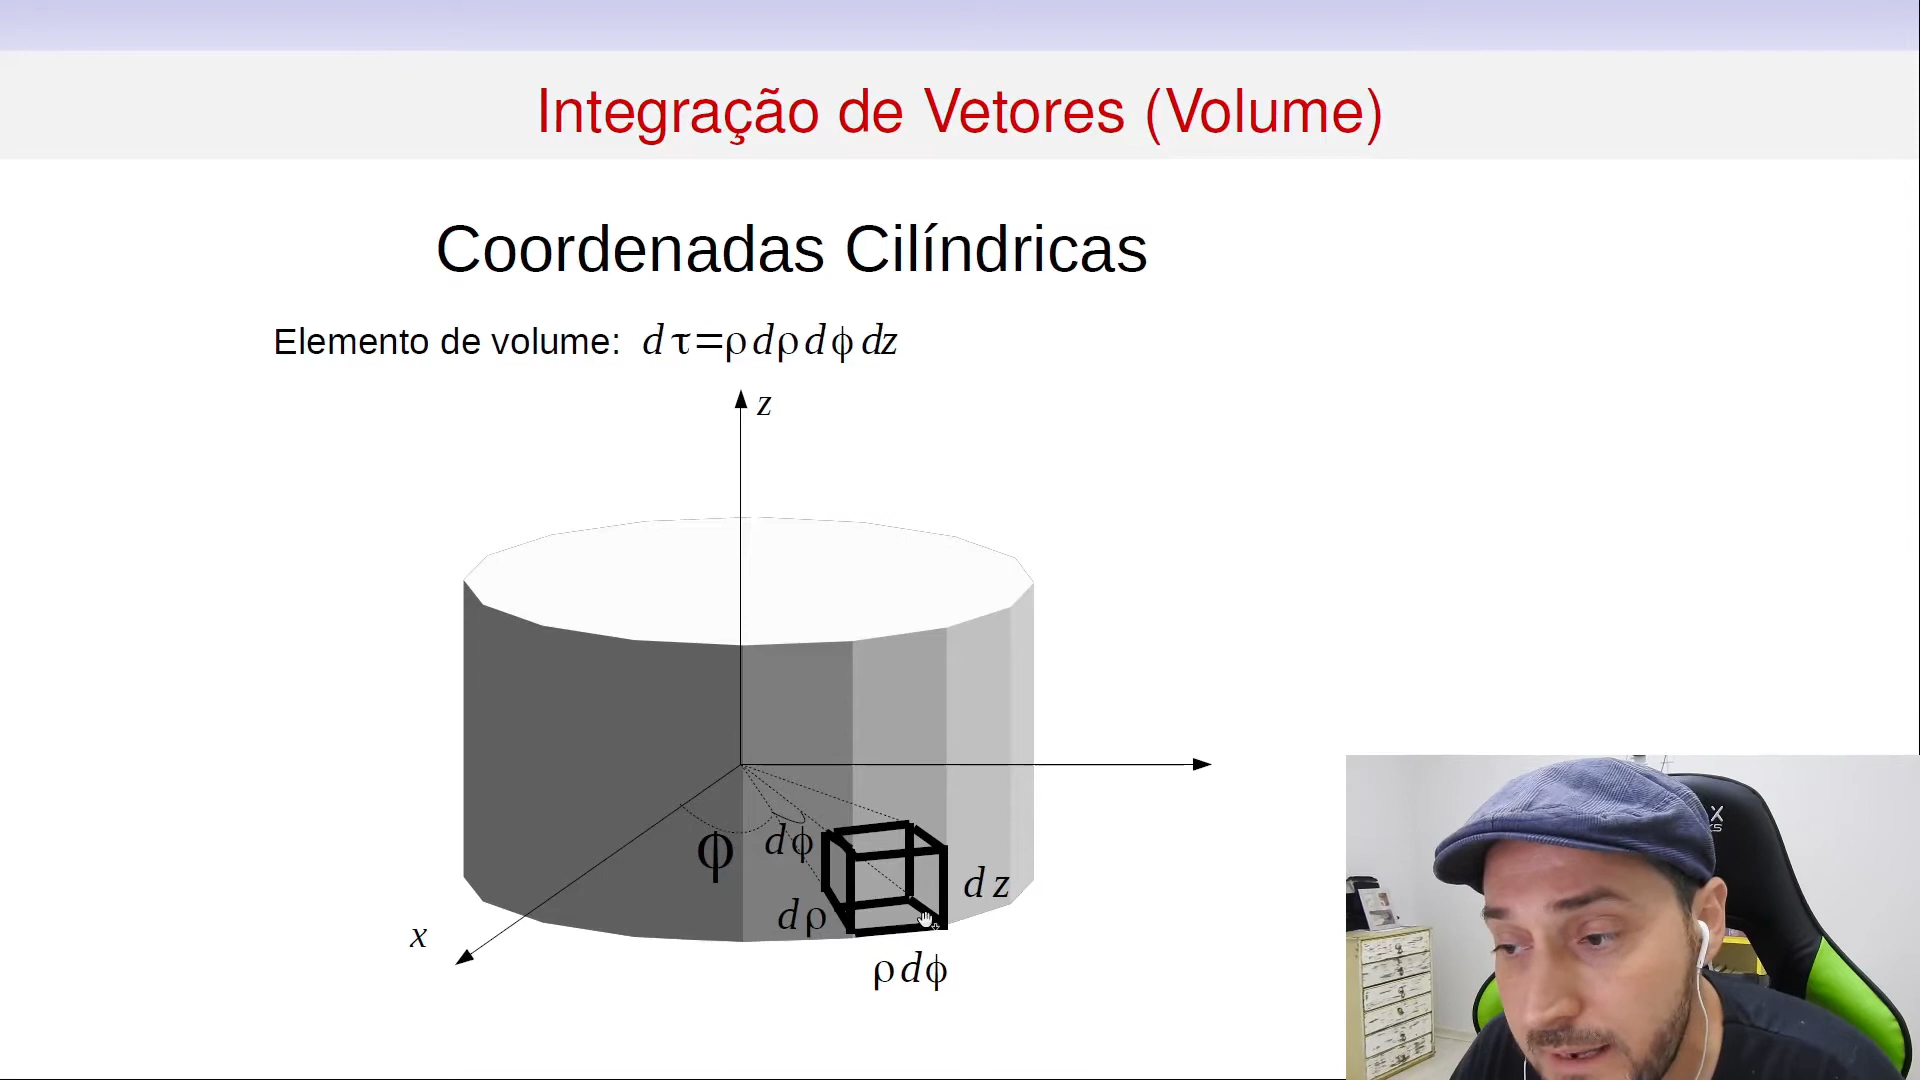 Integração de Vetores (Volume)
Coordenadas Cilíndricas
Elemento de volume: dτ=ρdρdϕdz
z
ϕ
dϕ
dz
dρ
x
ρdϕ